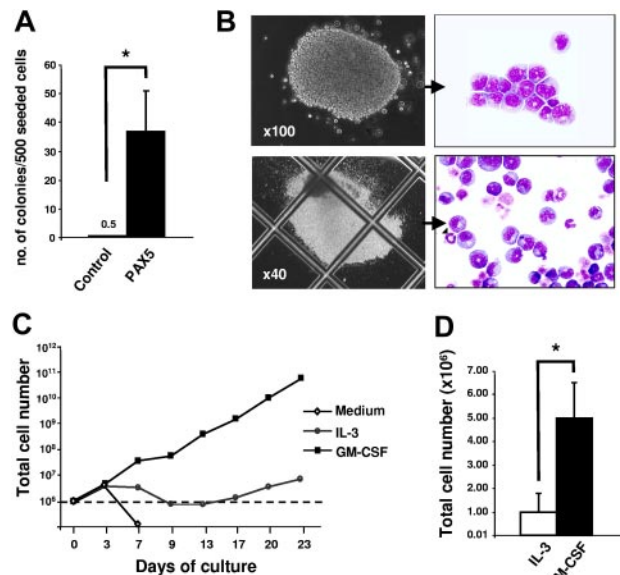 A
*
no. of colonies/500 seeded cells
60
50
40
30
20
10
0
0.5
Control
PAX5
B
x100
x40
C
Total cell number
10¹²
10¹¹
10¹⁰
10⁹
10⁸
10⁷
10⁶
Medium
IL-3
GM-CSF
0 3 7 9 13 17 20 23
Days of culture
D
*
Total cell number (x10⁶)
7.00
6.00
5.00
4.00
3.00
2.00
1.00
0.01
IL-3
GM-CSF